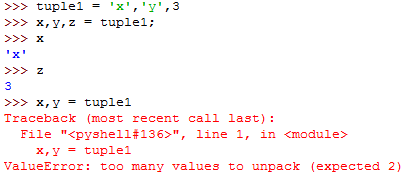 >>> tuple1 = 'x','y',3
>>> x,y,z = tuple1;
>>> x
'x'
>>> z
3
>>> x,y = tuple1
Traceback (most recent call last):
  File "<pyshell#136>", line 1, in <module>
    x,y = tuple1
ValueError: too many values to unpack (expected 2)